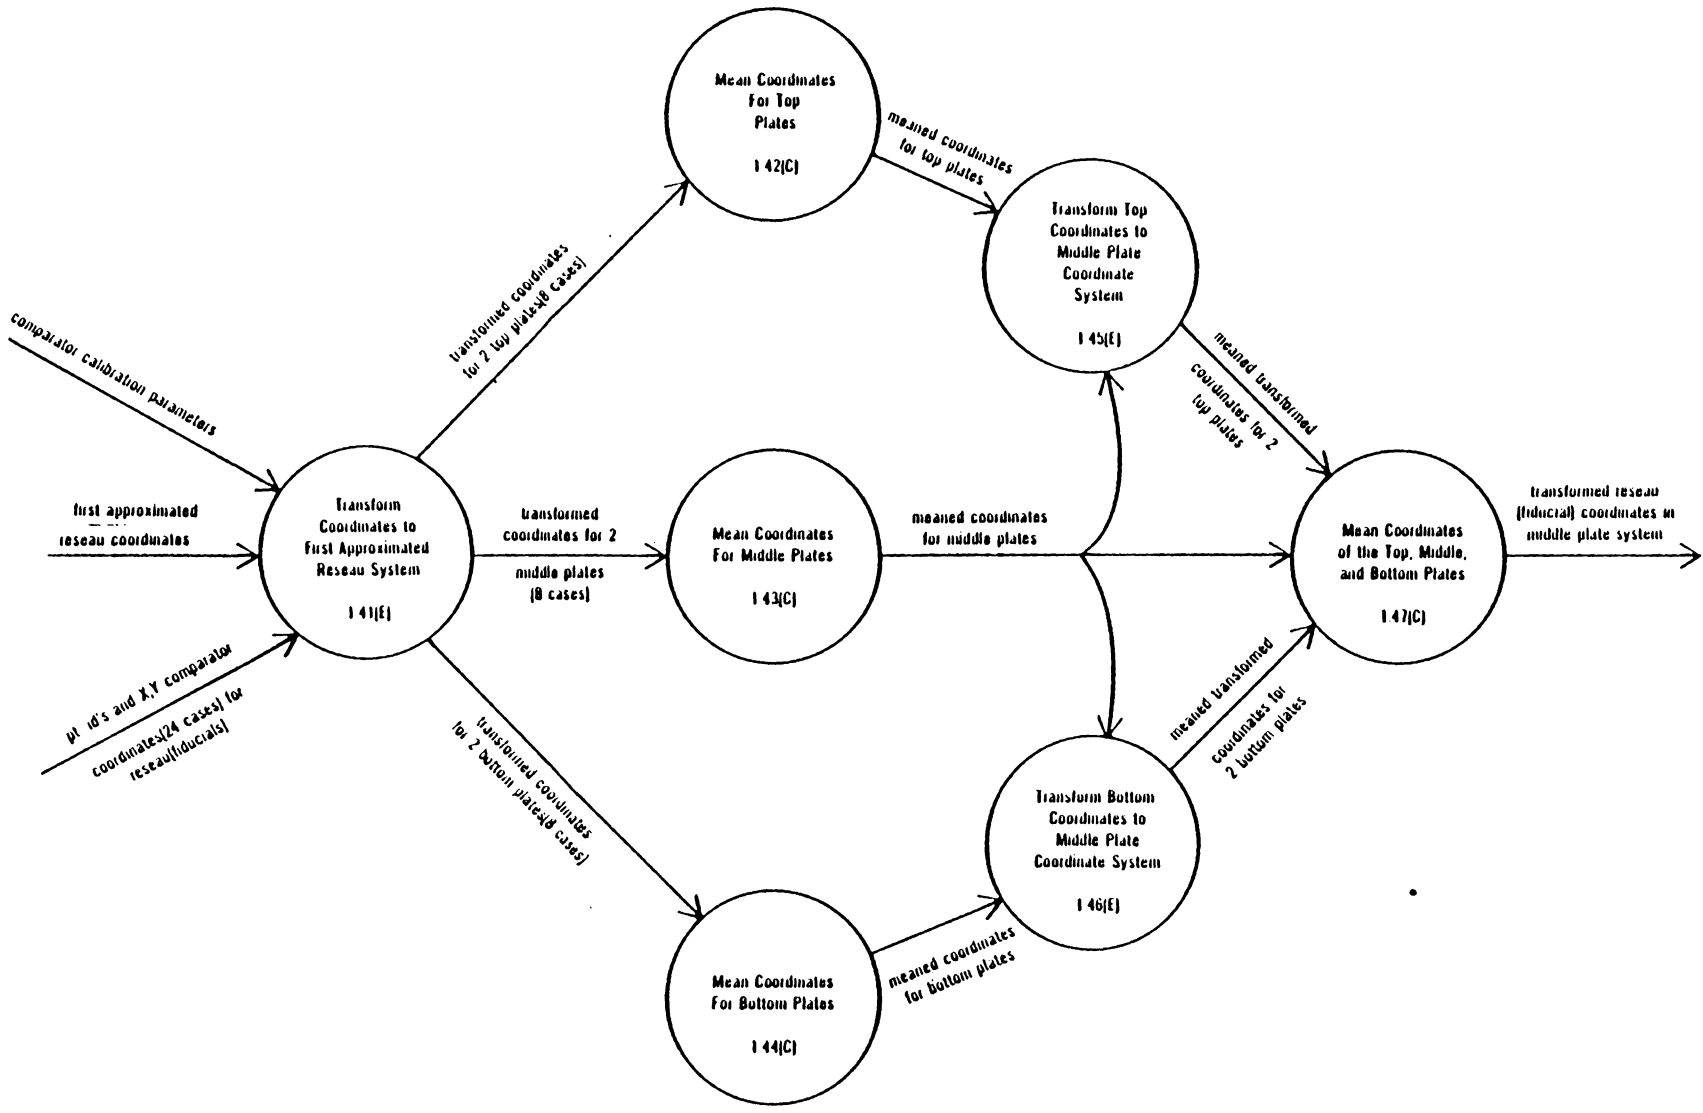 Mean Coordinates
For Top
Plates
1.42(C)
meaned coordinates
for top plates
Transform Top
Coordinates to
Middle Plate
Coordinate
System
1.45(E)
transformed coordinates
for 2 top plates(8 cases)
comparator calibration parameters
meaned transformed
coordinates for 2
top plates
first approximated
reseau coordinates
Transform
Coordinates to
First Approximated
Reseau System
1.41(E)
transformed
coordinates for 2
middle plates
(8 cases)
Mean Coordinates
For Middle Plates
1.43(C)
meaned coordinates
for middle plates
Mean Coordinates
of the Top, Middle,
and Bottom Plates
1.47(C)
transformed reseau
(fiducial) coordinates in
middle plate system
pt. id's and X,Y comparator
coordinates(24 cases) for
reseau(fiducials)
transformed coordinates
for 2 bottom plates(8 cases)
meaned transformed
coordinates for
2 bottom plates
Transform Bottom
Coordinates to
Middle Plate
Coordinate System
1.46(E)
meaned coordinates
for bottom plates
Mean Coordinates
For Bottom Plates
1.44(C)